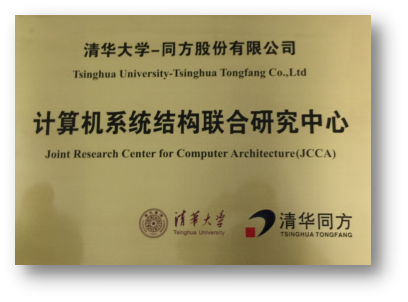 清华大学-同方股份有限公司
Tsinghua University-Tsinghua Tongfang Co.,Ltd
计算机系统结构联合研究中心
Joint Research Center for Computer Architecture(JCCA)
清华大学
Tsinghua University
清华同方
TSINGHUA TONGFANG